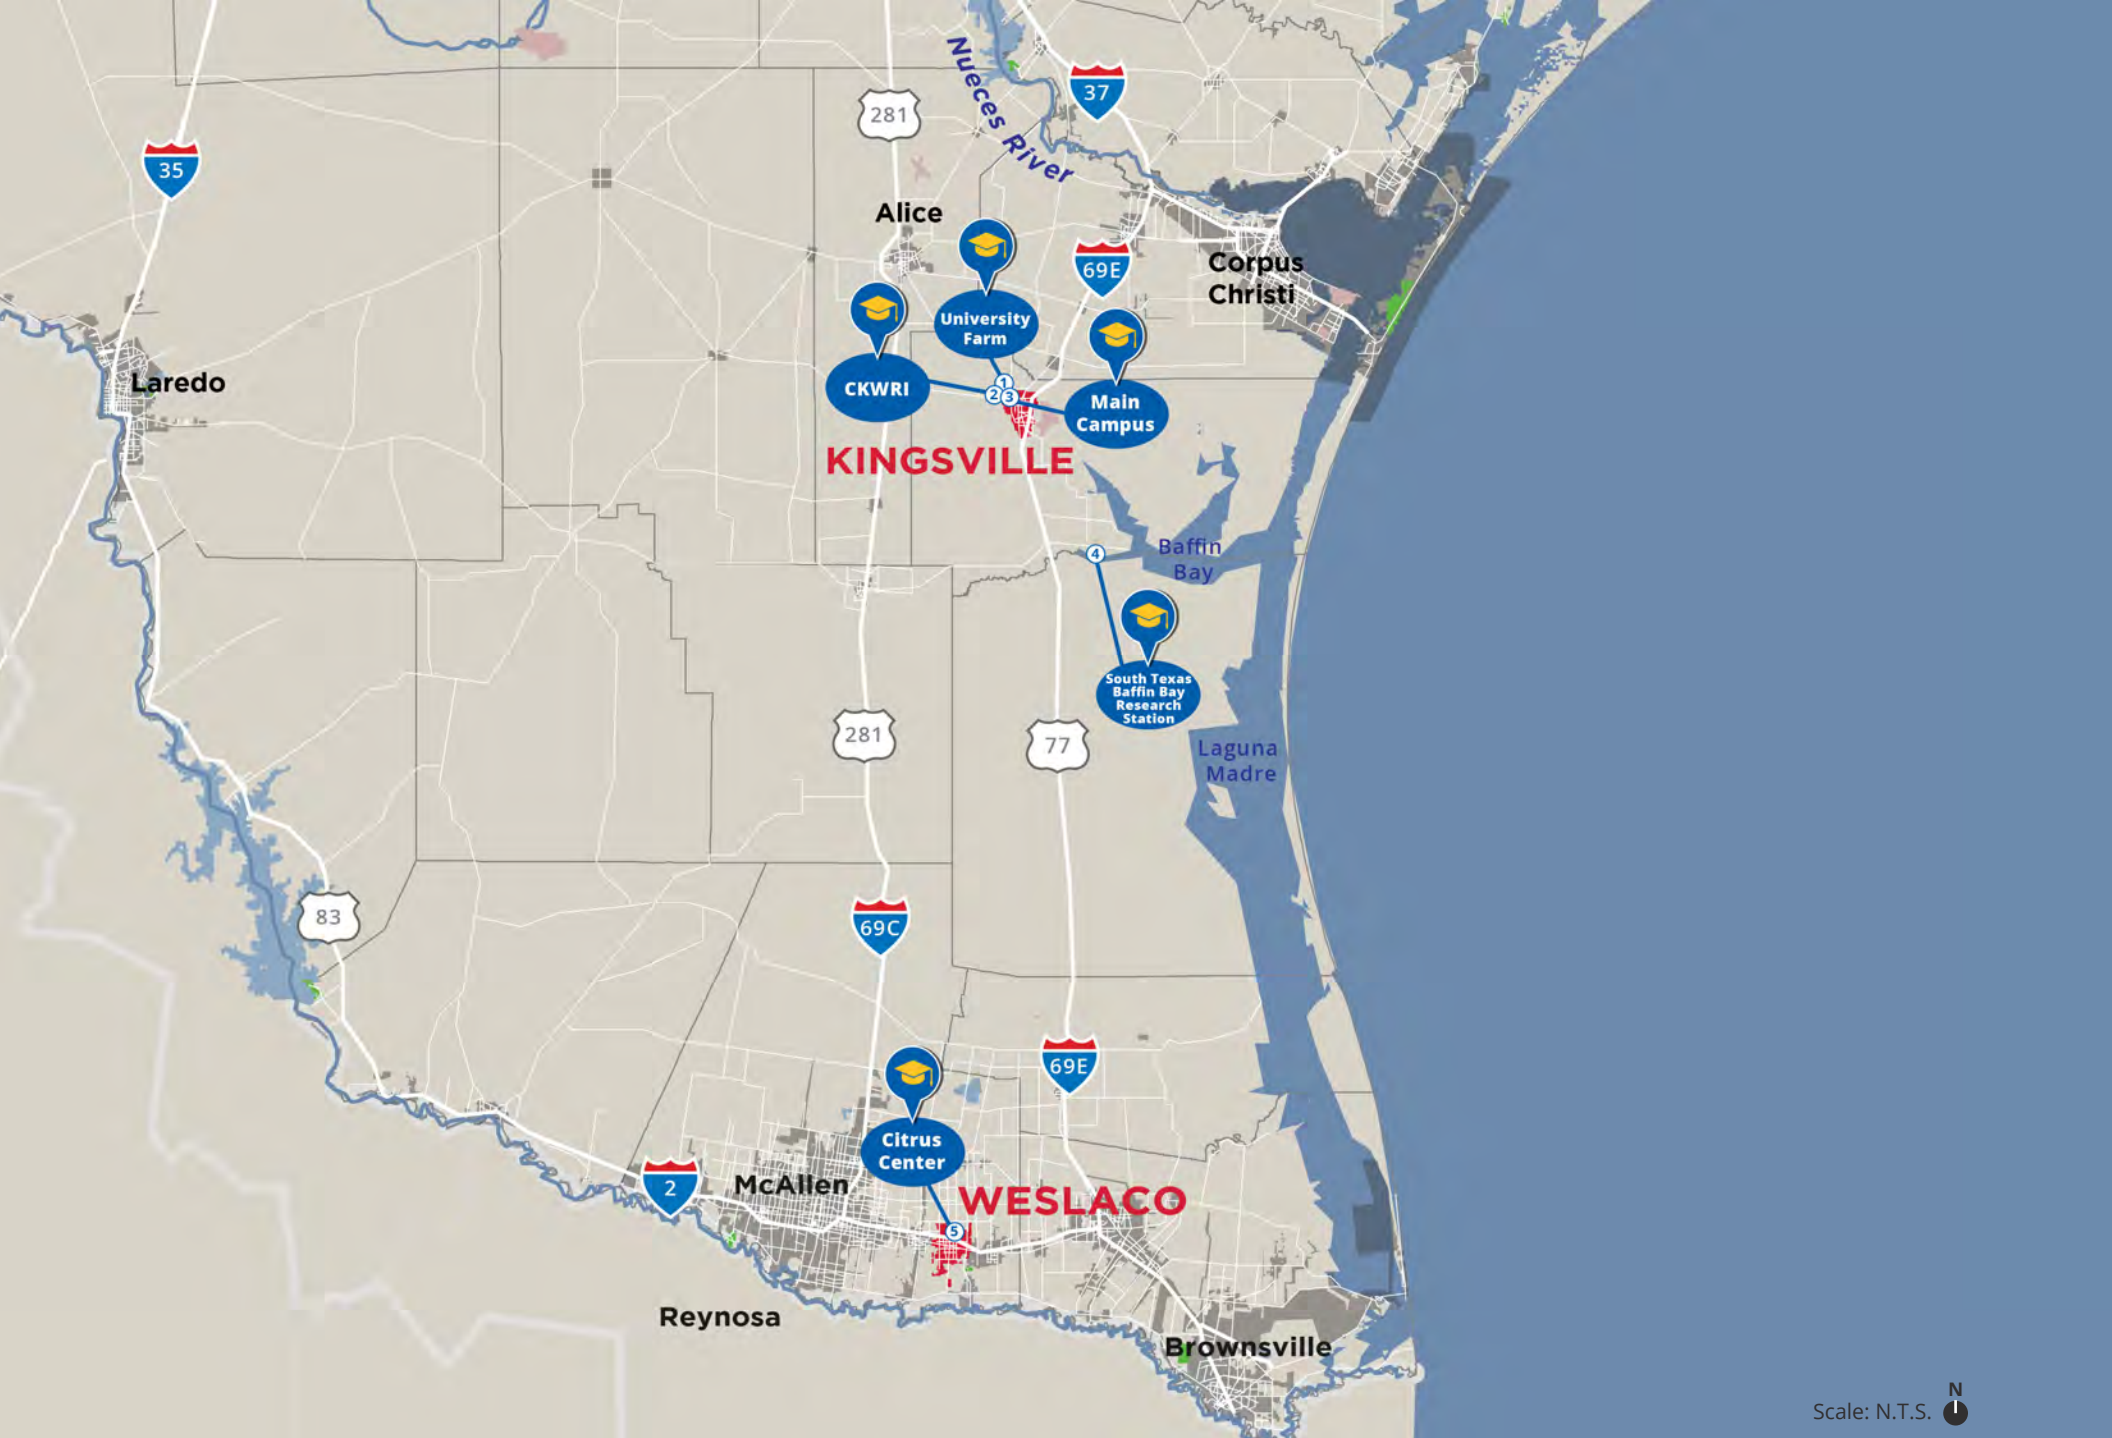 Nueces River
37
281
35
Alice
69E
Corpus
Christi
University
Farm
CKWRI
1
2
3
Main
Campus
Laredo
KINGSVILLE
4
Baffin
Bay
South Texas
Baffin Bay
Research
Station
281
77
Laguna
Madre
83
69C
69E
Citrus
Center
2
McAllen
WESLACO
5
Reynosa
Brownsville
N
Scale: N.T.S.